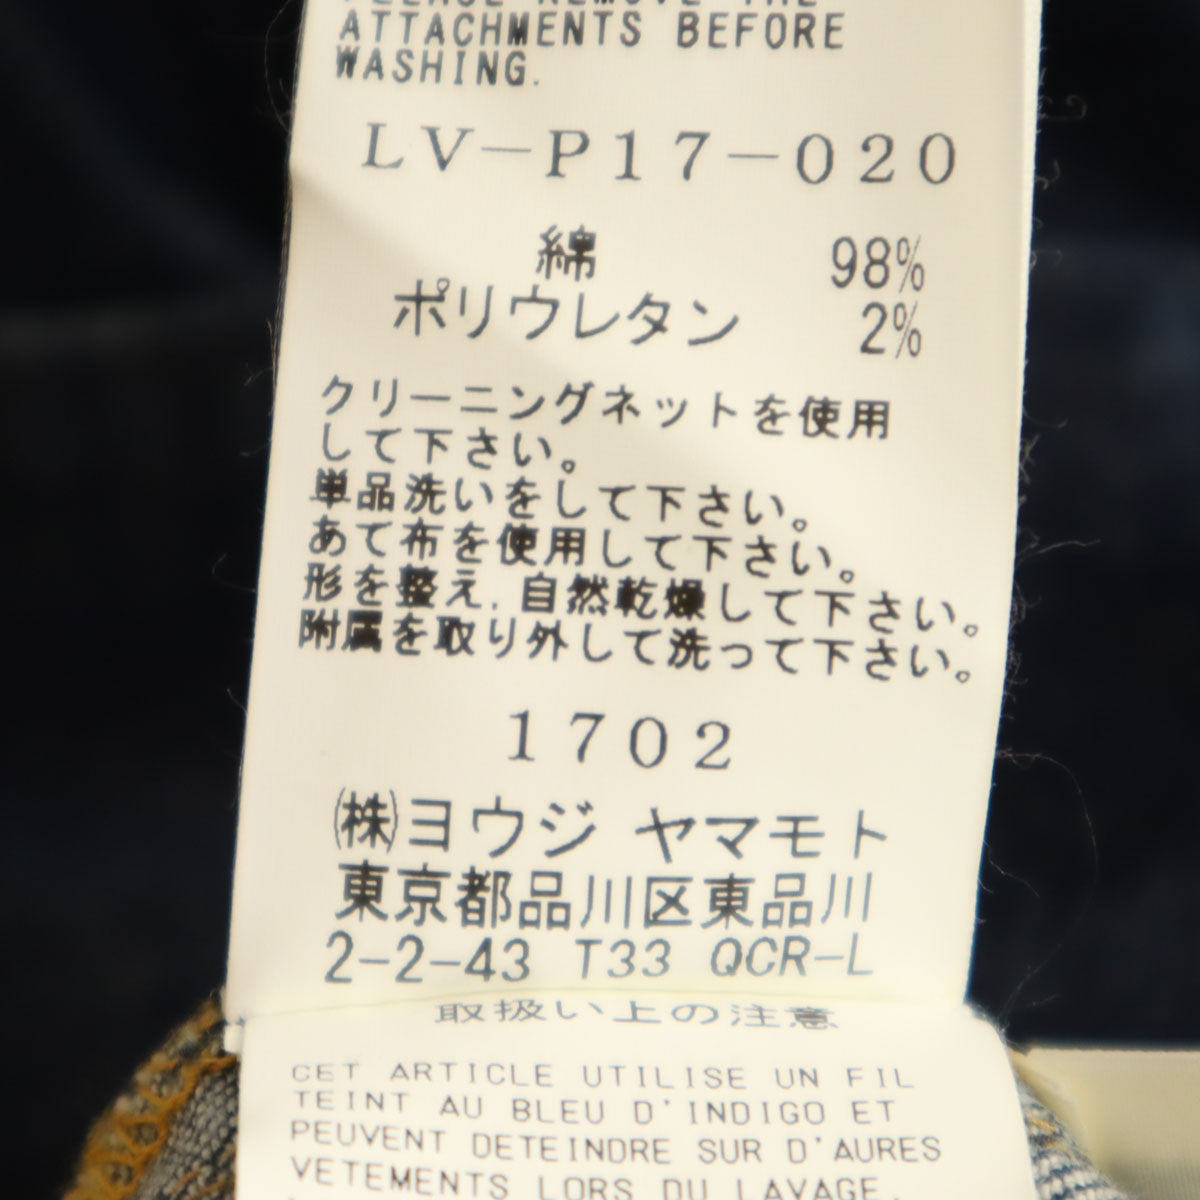 PLEASE REMOVE THE
ATTACHMENTS BEFORE
WASHING.
LV-P17-020
綿 98%
ポリウレタン 2%
クリーニングネットを使用
して下さい。
単品洗いをして下さい。
あて布を使用して下さい。
形を整え、自然乾燥して下さい。
附属を取り外して洗って下さい。
1702
(株)ヨウジ ヤマモト
東京都品川区東品川
2-2-43 T33 QCR-L
取扱い上の注意
CET ARTICLE UTILISE UN FIL
TEINT AU BLEU D'INDIGO ET
PEUVENT DETEINDRE SUR D'AURES
VETEMENTS LORS DU LAVAGE.